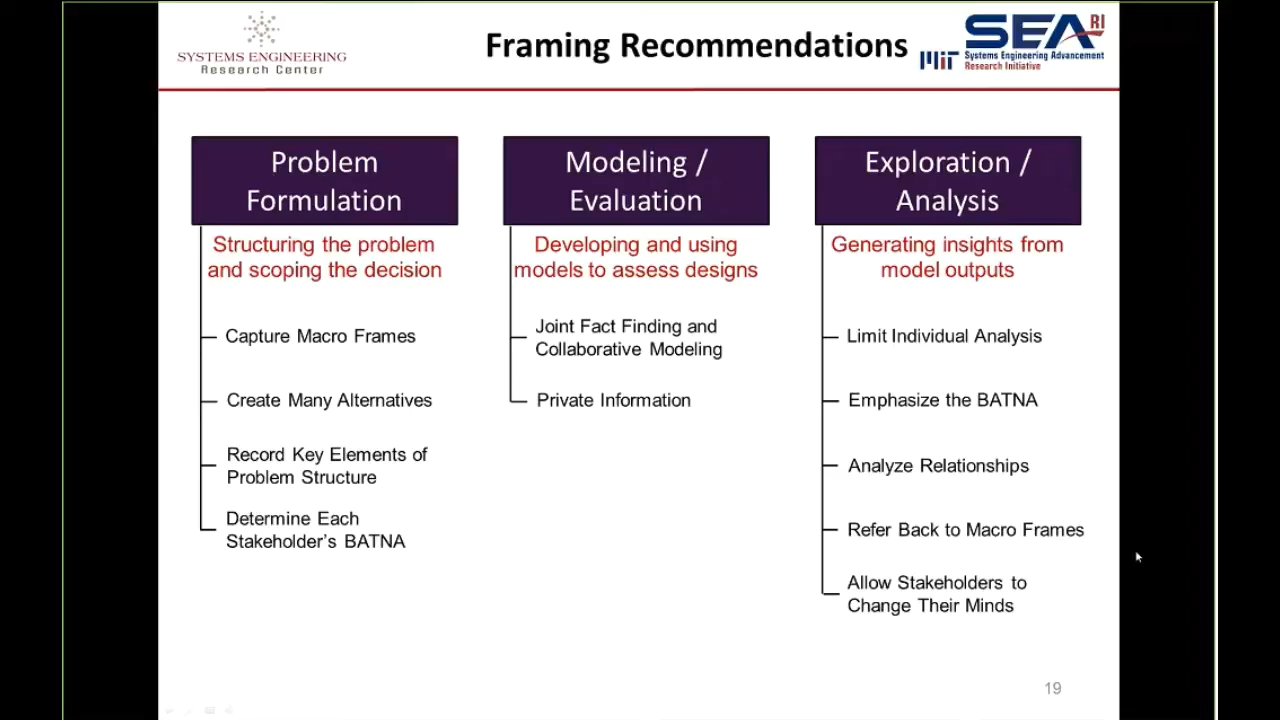 SYSTEMS ENGINEERING
Research Center
Framing Recommendations
MIT
SEA RI
Systems Engineering Advancement
Research Initiative
Problem
Formulation
Structuring the problem
and scoping the decision
Capture Macro Frames
Create Many Alternatives
Record Key Elements of
Problem Structure
Determine Each
Stakeholder's BATNA
Modeling /
Evaluation
Developing and using
models to assess designs
Joint Fact Finding and
Collaborative Modeling
Private Information
Exploration /
Analysis
Generating insights from
model outputs
Limit Individual Analysis
Emphasize the BATNA
Analyze Relationships
Refer Back to Macro Frames
Allow Stakeholders to
Change Their Minds
19